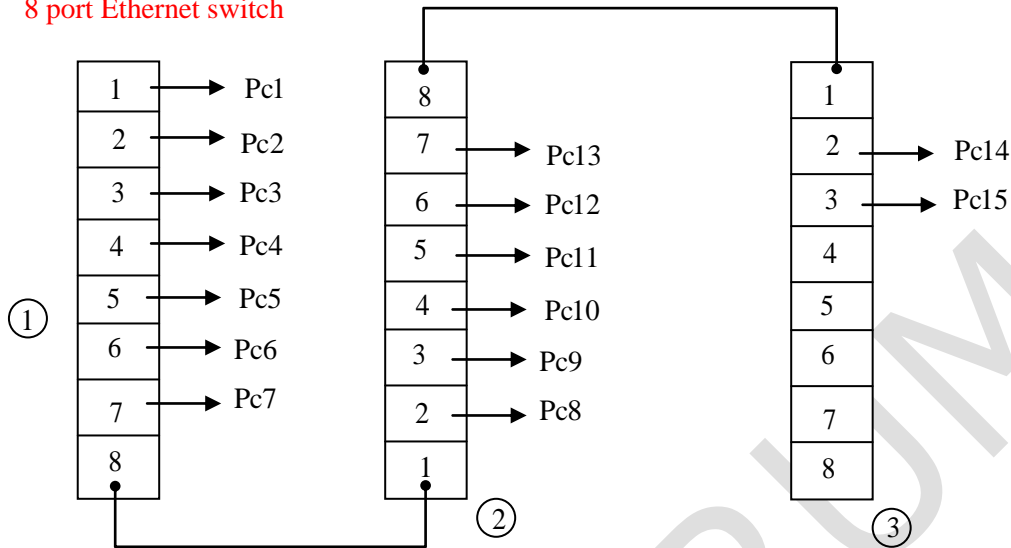 8 port Ethernet switch
1 Pc1
2 Pc2
3 Pc3
4 Pc4
5 Pc5
6 Pc6
7 Pc7
8
1
8
7 Pc13
6 Pc12
5 Pc11
4 Pc10
3 Pc9
2 Pc8
1
2
1
2 Pc14
3 Pc15
4
5
6
7
8
3